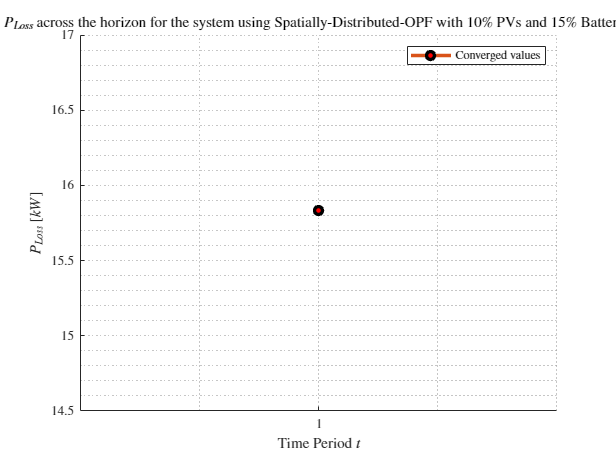 P_Loss across the horizon for the system using Spatially-Distributed-OPF with 10% PVs and 15% Batter
17
Converged values
16.5
16
15.5
15
14.5
P_Loss [kW]
1
Time Period t